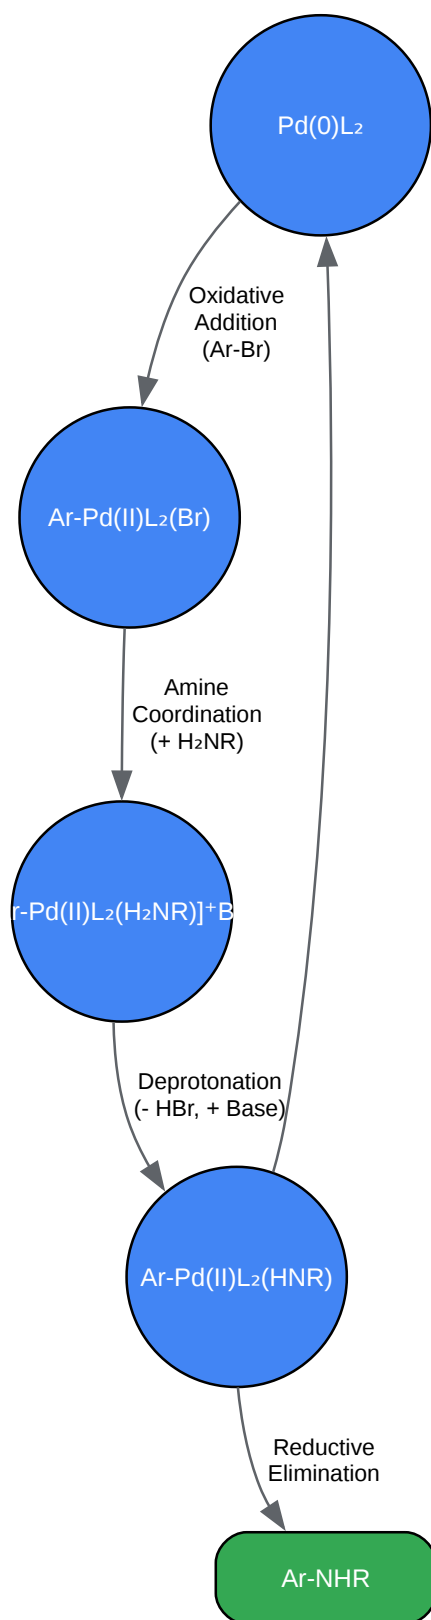 Pd(0)L₂
Oxidative
Addition
(Ar-Br)
Ar-Pd(II)L₂(Br)
Amine
Coordination
(+ H₂NR)
r-Pd(II)L₂(H₂NR)]⁺B
Deprotonation
(- HBr, + Base)
Ar-Pd(II)L₂(HNR)
Reductive
Elimination
Ar-NHR